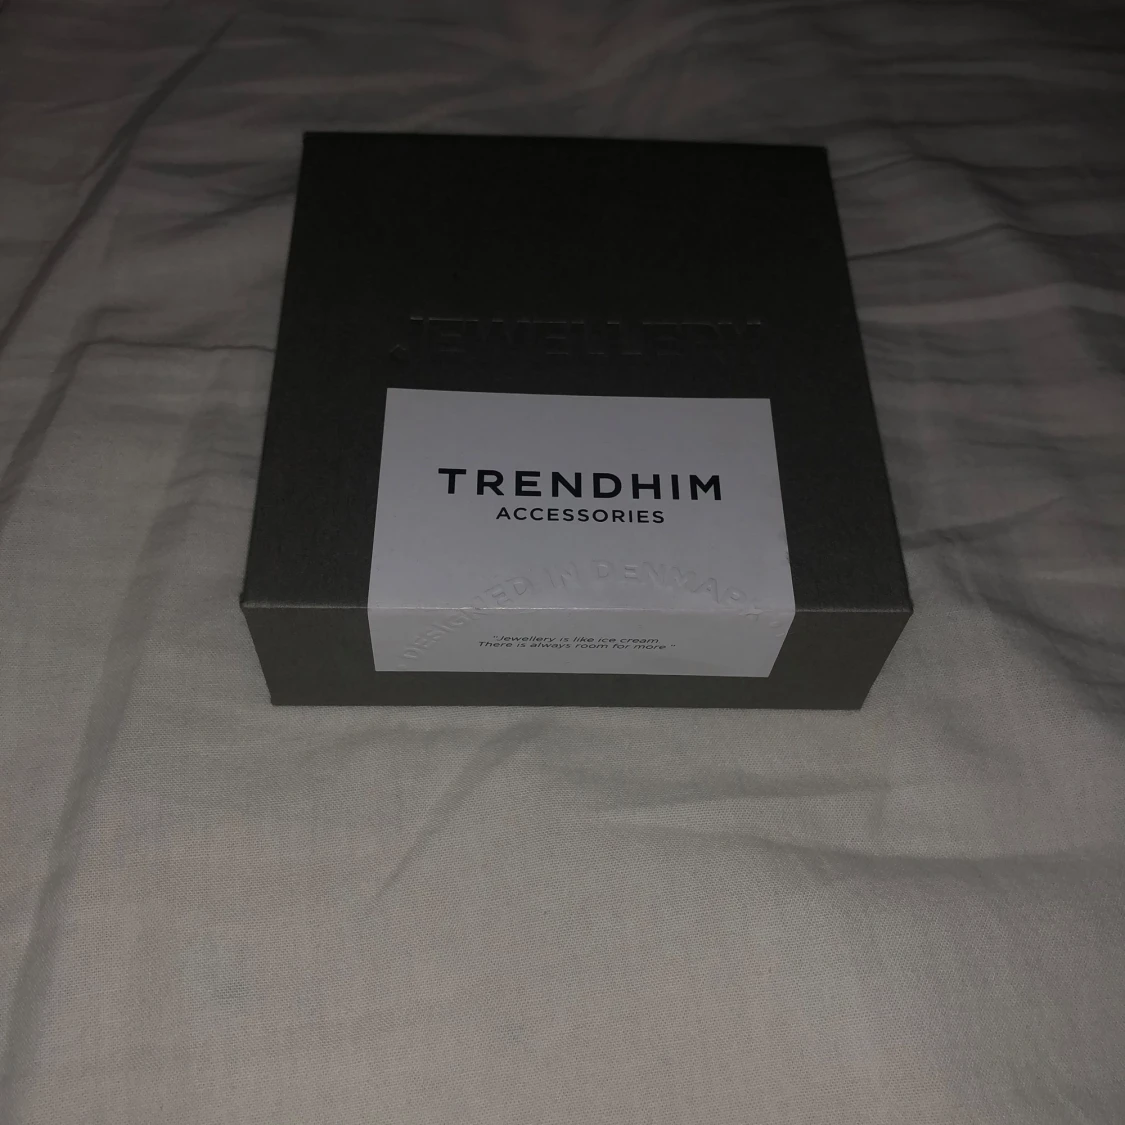 JEWELLERY
TRENDHIM
ACCESSORIES
DESIGNED IN DENMARK
"Jewellery is like ice cream.
There is always room for more "